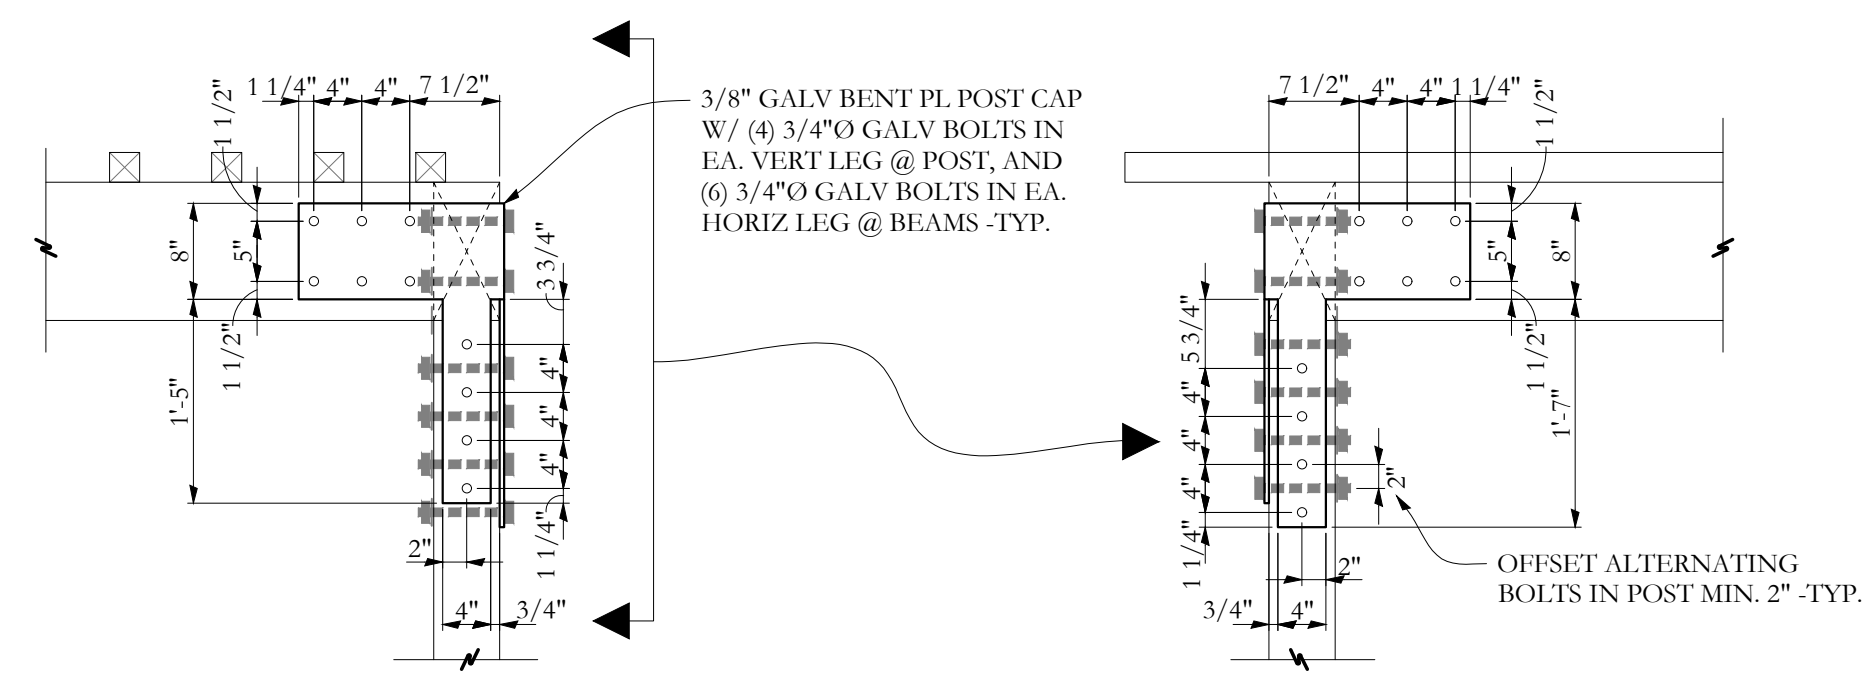 1 1/4" 4" 4" 7 1/2"
1 1/2"
8"
5"
1 1/2"
1'-5"
3 3/4"
4"
4"
4"
1 1/4"
2"
4" 3/4"
3/8" GALV BENT PL POST CAP
W/ (4) 3/4"Ø GALV BOLTS IN
EA. VERT LEG @ POST, AND
(6) 3/4"Ø GALV BOLTS IN EA.
HORIZ LEG @ BEAMS -TYP.
7 1/2" 4" 4" 1 1/4"
1 1/2"
5"
8"
1 1/2"
5 3/4"
4"
4"
4"
1 1/4"
1'-7"
2"
2"
3/4" 4"
OFFSET ALTERNATING
BOLTS IN POST MIN. 2" -TYP.